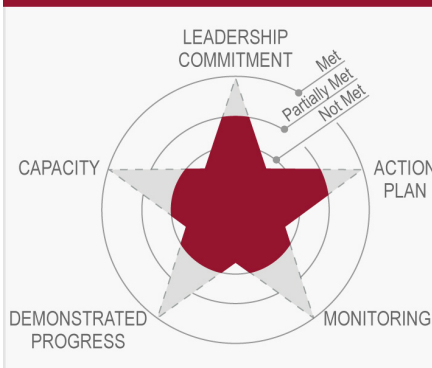 LEADERSHIP
COMMITMENT
Met
Partially Met
Not Met
CAPACITY
ACTION
PLAN
DEMONSTRATED
PROGRESS
MONITORING